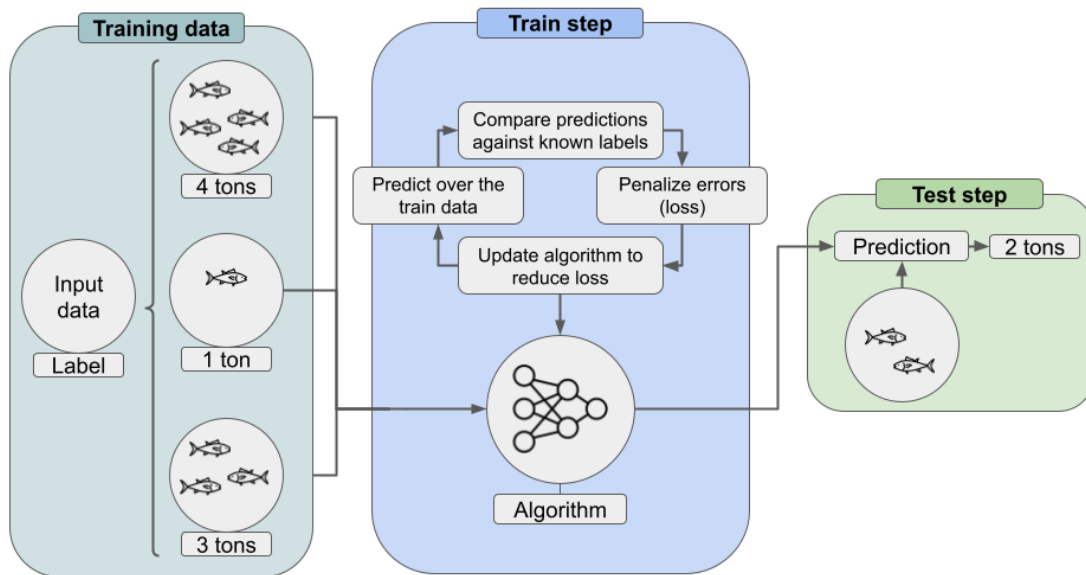 Training data
4 tons
Input
data
Label
1 ton
3 tons
Train step
Compare predictions
against known labels
Predict over the
train data
Penalize errors
(loss)
Update algorithm to
reduce loss
Algorithm
Test step
Prediction
2 tons